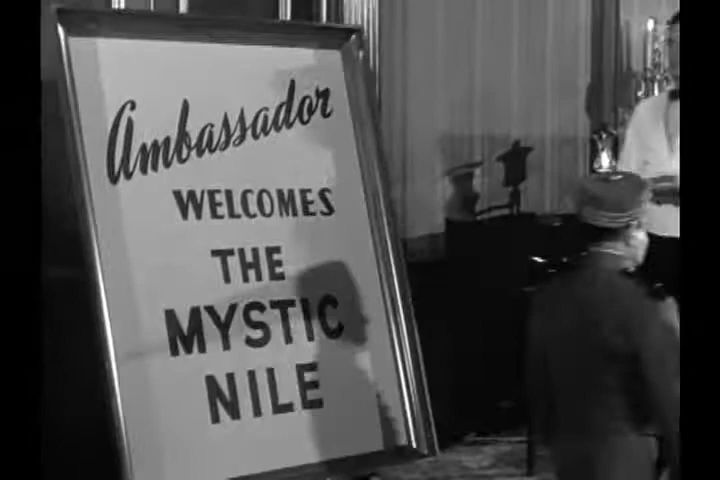 Ambassador
WELCOMES
THE
MYSTIC
NILE